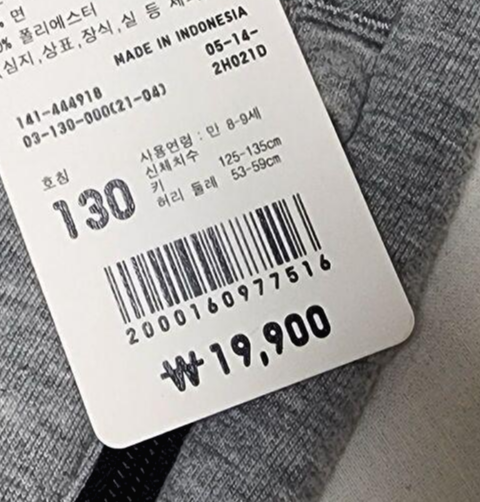 % 면
% 폴리에스터
심지,상표,장식,실 등 제
MADE IN INDONESIA
141-444918 05-14-
03-130-000(21-04) 2H021D
호칭
130
사용연령 : 만 8-9세
신체치수
키 125-135cm
허리 둘레 53-59cm
2000160977516
₩19,900